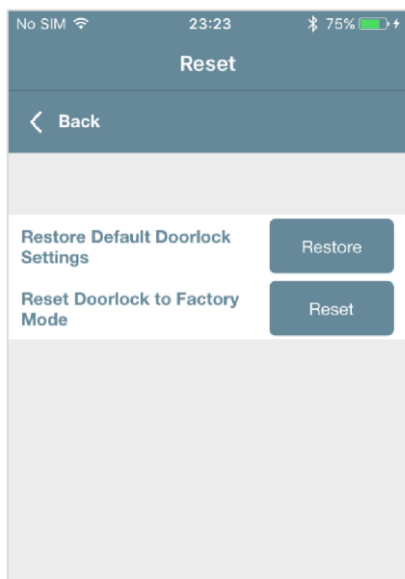 No SIM 23:23 75%
Reset
Back
Restore Default Doorlock
Settings
Restore
Reset Doorlock to Factory
Mode
Reset